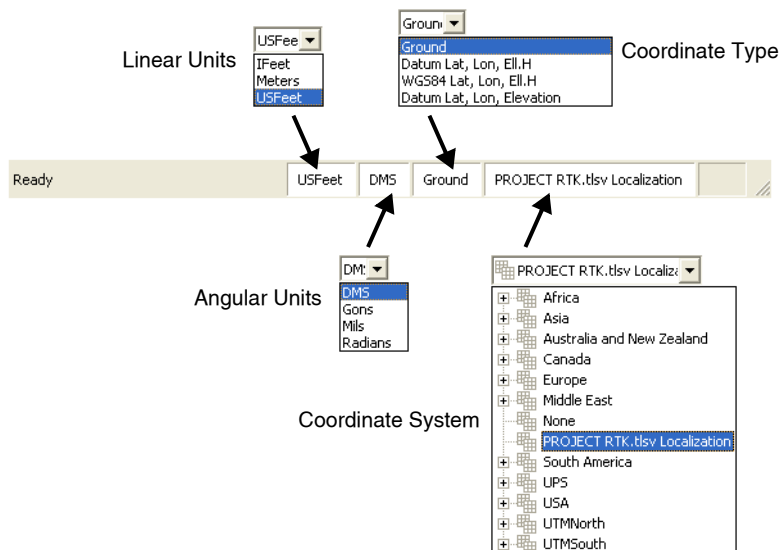 Linear Units
USFee
IFeet
Meters
USFeet
Groun
Ground
Datum Lat, Lon, Ell.H
WGS84 Lat, Lon, Ell.H
Datum Lat, Lon, Elevation
Coordinate Type
Ready USFeet DMS Ground PROJECT RTK.tlsv Localization
Angular Units
DM
DMS
Gons
Mils
Radians
Coordinate System
PROJECT RTK.tlsv Localiz
Africa
Asia
Australia and New Zealand
Canada
Europe
Middle East
None
PROJECT RTK.tlsv Localization
South America
UPS
USA
UTMNorth
UTMSouth